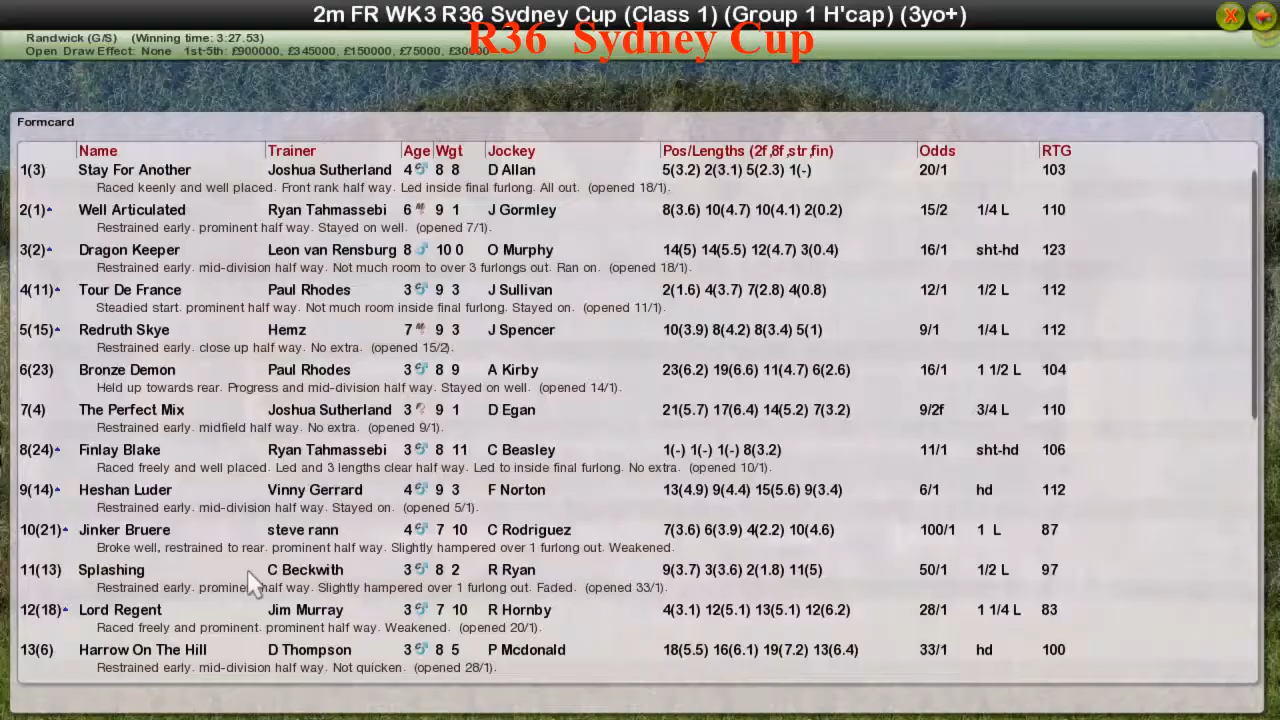 2m FR WK3 R36 Sydney Cup (Class 1) (Group 1 H'cap) (3yo+)
R36 Sydney Cup
Randwick (G/S) (Winning time: 3:27.53)
Open Draw Effect: None 1st-5th: £900000, £345000, £150000, £75000, £30000
Formcard
Name Trainer Age Wgt Jockey Pos/Lengths (2f,8f,str,fin) Odds RTG
1(3) Stay For Another Joshua Sutherland 4 8 8 D Allan 5(3.2) 2(3.1) 5(2.3) 1(-) 20/1 103
Raced keenly and well placed. Front rank half way. Led inside final furlong. All out. (opened 18/1).
2(1) Well Articulated Ryan Tahmassebi 6 9 1 J Gormley 8(3.6) 10(4.7) 10(4.1) 2(0.2) 15/2 1/4 L 110
Restrained early. prominent half way. Stayed on well. (opened 7/1).
3(2) Dragon Keeper Leon van Rensburg 8 10 0 O Murphy 14(5) 14(5.5) 12(4.7) 3(0.4) 16/1 sht-hd 123
Restrained early. mid-division half way. Not much room to over 3 furlongs out. Ran on. (opened 18/1).
4(11) Tour De France Paul Rhodes 3 9 3 J Sullivan 2(1.6) 4(3.7) 7(2.8) 4(0.8) 12/1 1/2 L 112
Steadied start. prominent half way. Not much room inside final furlong. Stayed on. (opened 11/1).
5(15) Redruth Skye Hemz 7 9 3 J Spencer 10(3.9) 8(4.2) 8(3.4) 5(1) 9/1 1/4 L 112
Restrained early. close up half way. No extra. (opened 15/2).
6(23) Bronze Demon Paul Rhodes 3 8 9 A Kirby 23(6.2) 19(6.6) 11(4.7) 6(2.6) 16/1 1 1/2 L 104
Held up towards rear. Progress and mid-division half way. Stayed on well. (opened 14/1).
7(4) The Perfect Mix Joshua Sutherland 3 9 1 D Egan 21(5.7) 17(6.4) 14(5.2) 7(3.2) 9/2f 3/4 L 110
Restrained early. midfield half way. No extra. (opened 9/1).
8(24) Finlay Blake Ryan Tahmassebi 3 8 11 C Beasley 1(-) 1(-) 1(-) 8(3.2) 11/1 sht-hd 106
Raced freely and well placed. Led and 3 lengths clear half way. Led to inside final furlong. No extra. (opened 10/1).
9(14) Heshan Luder Vinny Gerrard 4 9 3 F Norton 13(4.9) 9(4.4) 15(5.6) 9(3.4) 6/1 hd 112
Restrained early. mid-division half way. Stayed on. (opened 5/1).
10(21) Jinker Bruere steve rann 4 7 10 C Rodriguez 7(3.6) 6(3.9) 4(2.2) 10(4.6) 100/1 1 L 87
Broke well, restrained to rear. prominent half way. Slightly hampered over 1 furlong out. Weakened.
11(13) Splashing C Beckwith 3 8 2 R Ryan 9(3.7) 3(3.6) 2(1.8) 11(5) 50/1 1/2 L 97
Restrained early. prominent half way. Slightly hampered over 1 furlong out. Faded. (opened 33/1).
12(18) Lord Regent Jim Murray 3 7 10 R Hornby 4(3.1) 12(5.1) 13(5.1) 12(6.2) 28/1 1 1/4 L 83
Raced freely and prominent. prominent half way. Weakened. (opened 20/1).
13(6) Harrow On The Hill D Thompson 3 8 5 P Mcdonald 18(5.5) 16(6.1) 19(7.2) 13(6.4) 33/1 hd 100
Restrained early. mid-division half way. Not quicken. (opened 28/1).